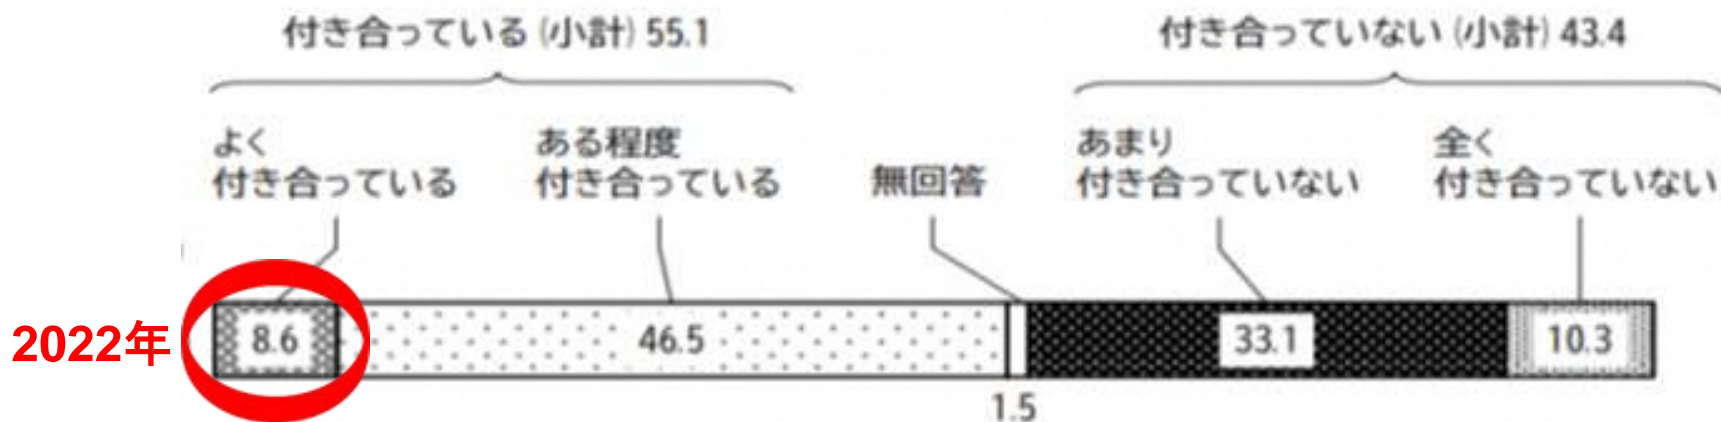 付き合っている (小計) 55.1
付き合っていない (小計) 43.4
よく
付き合っている
ある程度
付き合っている
無回答
あまり
付き合っていない
全く
付き合っていない
2022年
8.6
46.5
33.1
10.3
1.5